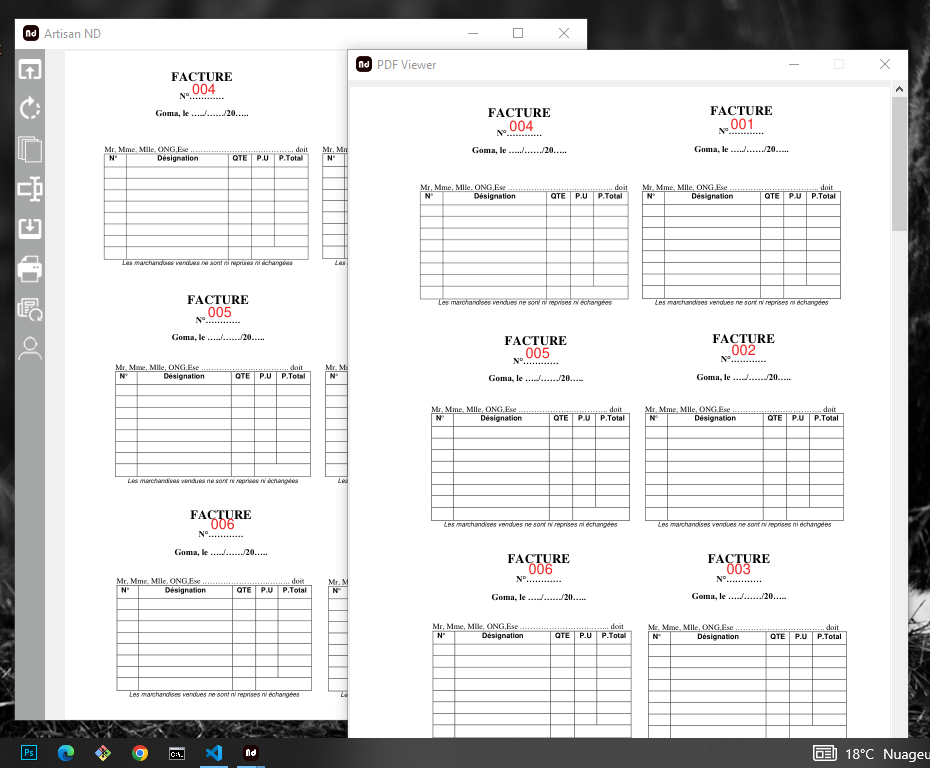 Artisan ND
FACTURE
004
N°............
Goma, le …../……/20…..
Mr, Mme, Mlle, ONG,Ese ………………………………….. doit
N° Désignation QTE P.U P.Total
Les marchandises vendues ne sont ni reprises ni échangées
Mr, M
N°
Les
FACTURE
005
N°............
Goma, le …../……/20…..
Mr, Mme, Mlle, ONG,Ese ………………………………….. doit
N° Désignation QTE P.U P.Total
Les marchandises vendues ne sont ni reprises ni échangées
Mr, M
N°
Les
FACTURE
006
N°............
Goma, le …../……/20…..
Mr, Mme, Mlle, ONG,Ese ………………………………….. doit
N° Désignation QTE P.U P.Total
Les marchandises vendues ne sont ni reprises ni échangées
Mr, M
N°
Les
Nd PDF Viewer
FACTURE
004
N°............
Goma, le …../……/20…..
Mr, Mme, Mlle, ONG,Ese ………………………………….. doit
N° Désignation QTE P.U P.Total
Les marchandises vendues ne sont ni reprises ni échangées
FACTURE
001
N°............
Goma, le …../……/20…..
Mr, Mme, Mlle, ONG,Ese ………………………………….. doit
N° Désignation QTE P.U P.Total
Les marchandises vendues ne sont ni reprises ni échangées
FACTURE
005
N°............
Goma, le …../……/20…..
Mr, Mme, Mlle, ONG,Ese ………………………………….. doit
N° Désignation QTE P.U P.Total
Les marchandises vendues ne sont ni reprises ni échangées
FACTURE
002
N°............
Goma, le …../……/20…..
Mr, Mme, Mlle, ONG,Ese ………………………………….. doit
N° Désignation QTE P.U P.Total
Les marchandises vendues ne sont ni reprises ni échangées
FACTURE
006
N°............
Goma, le …../……/20…..
Mr, Mme, Mlle, ONG,Ese ………………………………….. doit
N° Désignation QTE P.U P.Total
FACTURE
003
N°............
Goma, le …../……/20…..
Mr, Mme, Mlle, ONG,Ese ………………………………….. doit
N° Désignation QTE P.U P.Total
Ps C:\_ Nd 18°C Nuageu